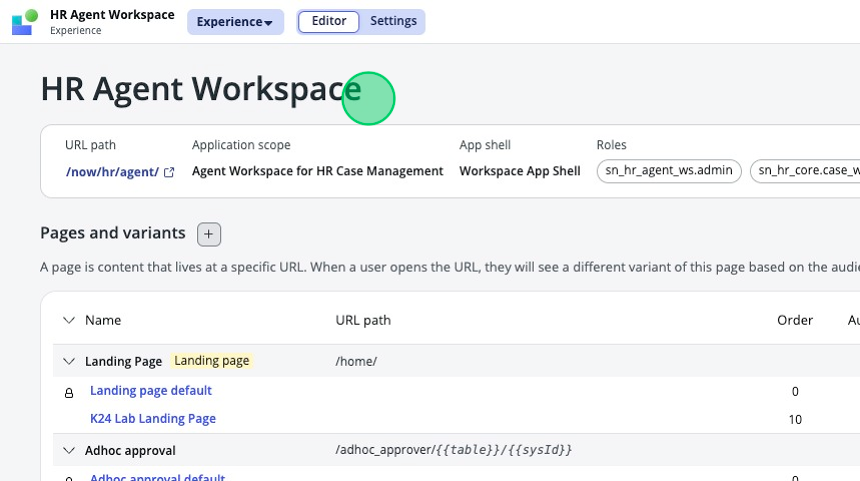 HR Agent Workspace
Experience
Experience
Editor
Settings
HR Agent Workspace
URL path
Application scope
App shell
Roles
/now/hr/agent/
Agent Workspace for HR Case Management
Workspace App Shell
sn_hr_agent_ws.admin
sn_hr_core.case_w
Pages and variants
+
A page is content that lives at a specific URL. When a user opens the URL, they will see a different variant of this page based on the audie
Name
URL path
Order
Au
Landing Page
Landing page
/home/
Landing page default
0
K24 Lab Landing Page
10
Adhoc approval
/adhoc_approver/{{table}}/{{sysId}}
Adhoc approval default
0